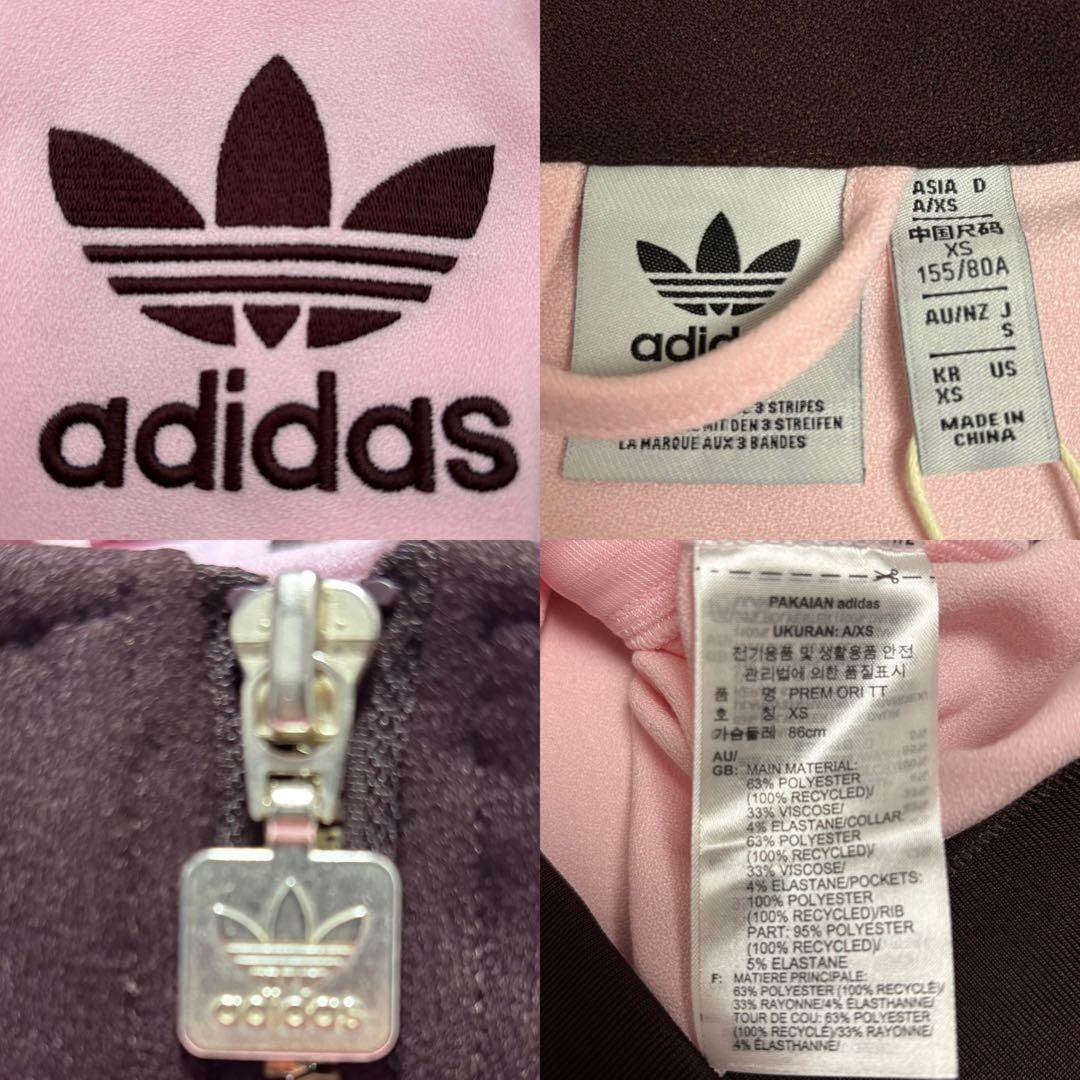 adidas
adidas
3 STRIPES
MIT DEN 3 STREIFEN
LA MARQUE AUX 3 BANDES
ASIA D
A/XS
中国尺码
XS
155/80A
AU/NZ J
S
KR US
XS
MADE IN
CHINA
adidas
PAKAIAN adidas
UKURAN: A/XS
전기용품 및 생활용품 안전
관리법에 의한 품질표시
품 명 PREM ORI TT
호 칭 XS
가슴둘레 86cm
AU/
GB: MAIN MATERIAL:
63% POLYESTER
(100% RECYCLED)/
33% VISCOSE/
4% ELASTANE/COLLAR:
63% POLYESTER
(100% RECYCLED)/
33% VISCOSE/
4% ELASTANE/POCKETS:
100% POLYESTER
(100% RECYCLED)/RIB
PART: 95% POLYESTER
(100% RECYCLED)/
5% ELASTANE
F: MATIERE PRINCIPALE:
63% POLYESTER (100% RECYCLÉ)/
33% RAYONNE/4% ÉLASTHANNE/
TOUR DE COU: 63% POLYESTER
(100% RECYCLÉ)/33% RAYONNE/
4% ÉLASTHANNE/